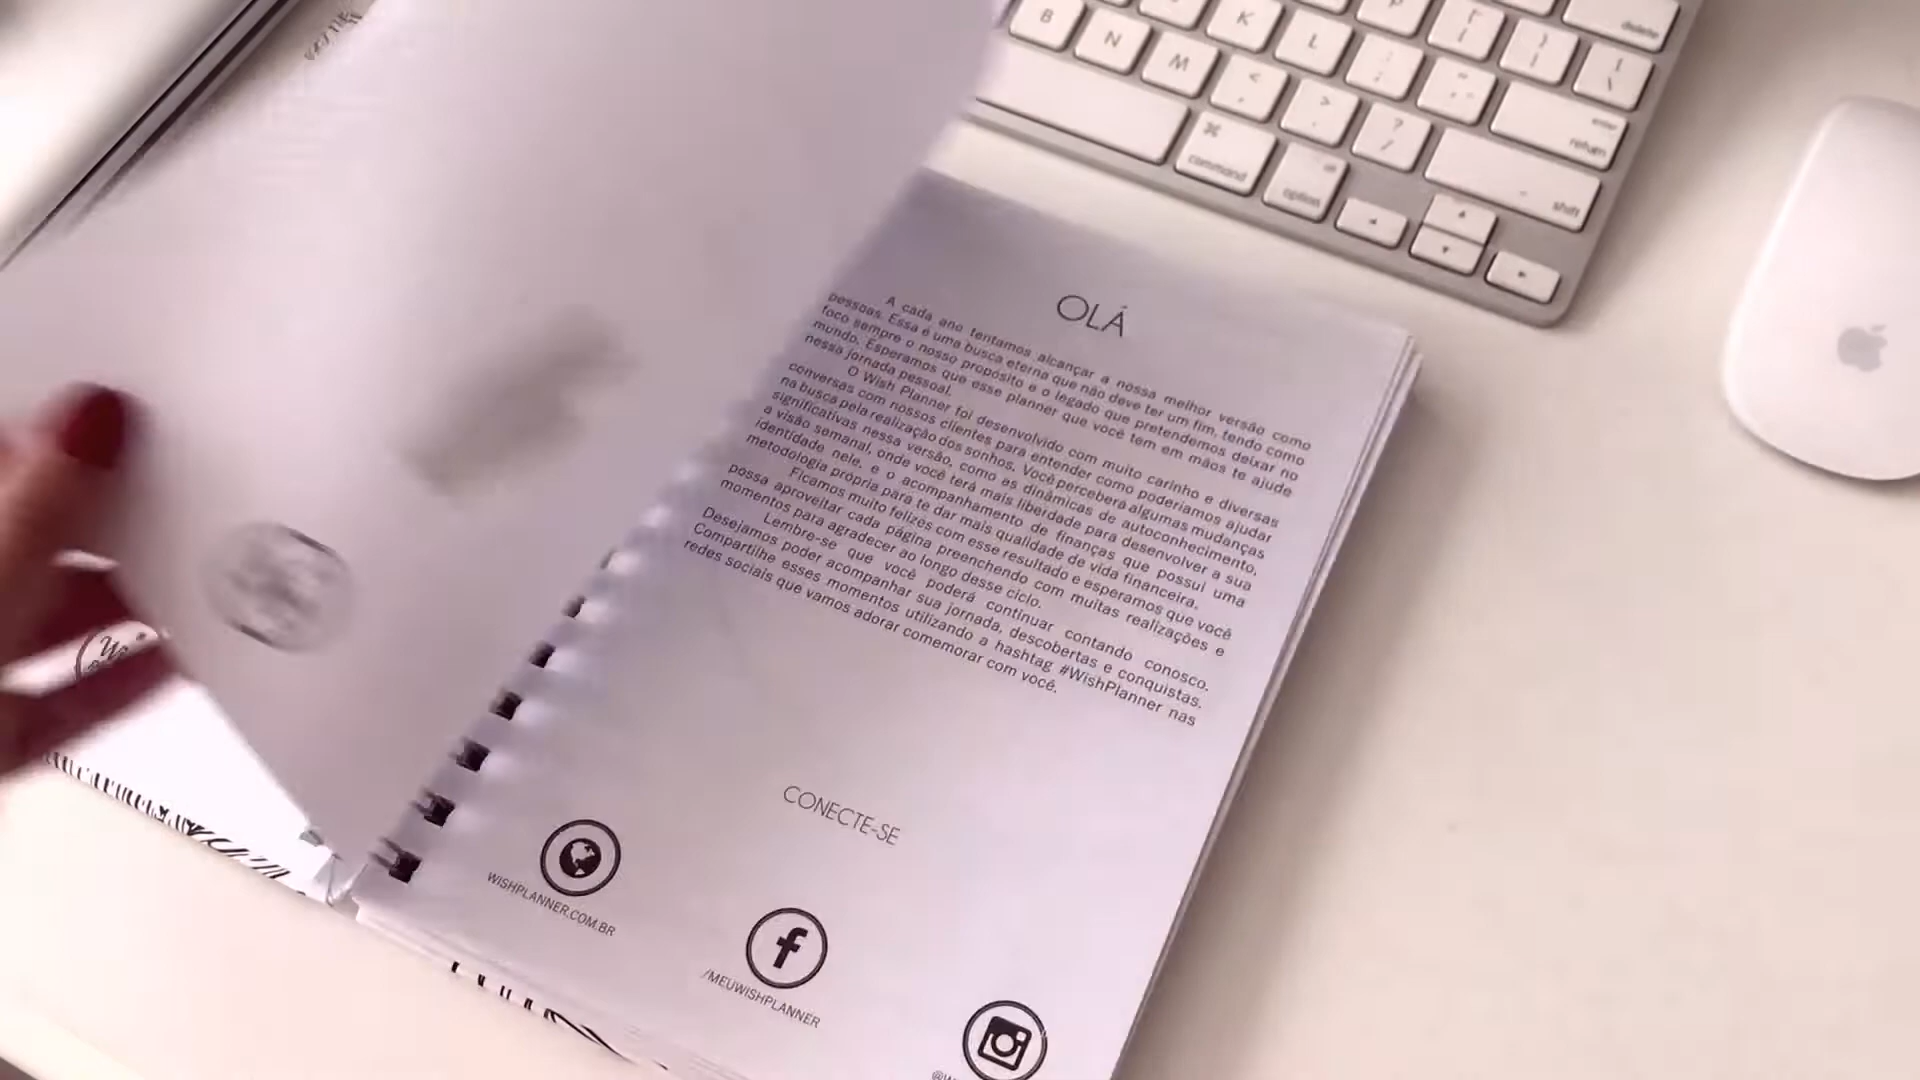 OLÁ
A cada ano tentamos alcançar a nossa melhor versão como
pessoas. Essa é uma busca eterna que não deve ter um fim, tendo como
foco sempre o nosso propósito e o legado que pretendemos deixar no
mundo. Esperamos que esse planner que você tem em mãos te ajude
nessa jornada pessoal.
O Wish Planner foi desenvolvido com muito carinho e diversas
conversas com nossos clientes para entender como poderíamos ajudar
na busca pela realização dos sonhos. Você perceberá algumas mudanças
significativas nessa versão, como as dinâmicas de autoconhecimento,
a visão semanal, onde você terá mais liberdade para desenvolver a sua
identidade nele, e o acompanhamento de finanças que possui uma
metodologia própria para te dar mais qualidade de vida financeira.
Ficamos muito felizes com esse resultado e esperamos que você
possa aproveitar cada página preenchendo com muitas realizações e
momentos para agradecer ao longo desse ciclo.
Lembre-se que você poderá continuar contando conosco.
Desejamos poder acompanhar sua jornada, descobertas e conquistas.
Compartilhe esses momentos utilizando a hashtag #WishPlanner nas
redes sociais que vamos adorar comemorar com você.
CONECTE-SE
WISHPLANNER.COM.BR
/MEUWISHPLANNER
B
K
P
{ [
delete
N
L
: ;
} ]
| \
M
< ,
" '
enter
return
⌘
command
> .
? /
alt
option
shift